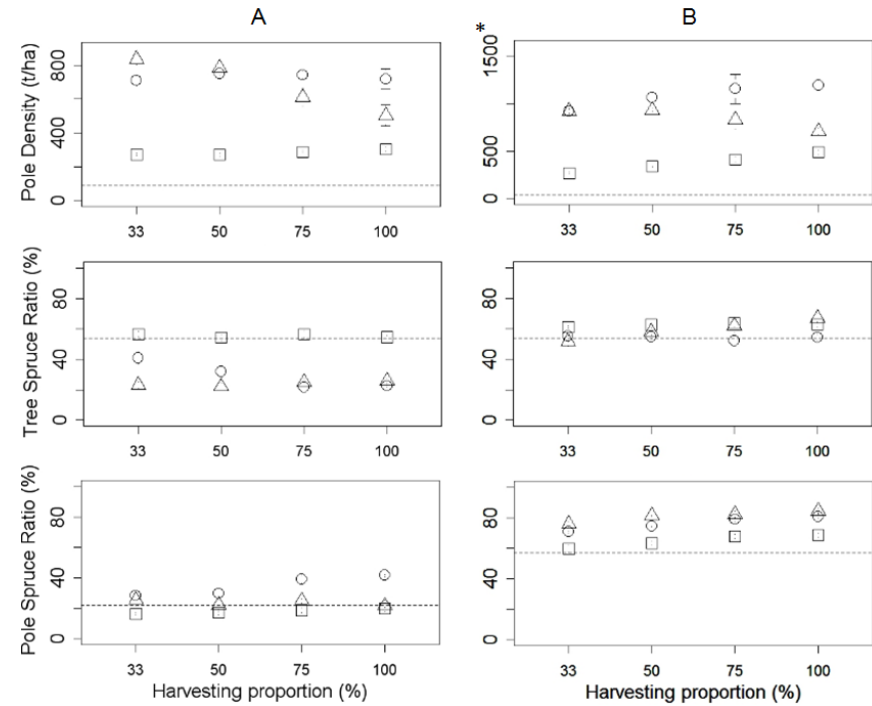 A
* B
Pole Density (t/ha)
0 400 800
33 50 75 100
0 500 1500
33 50 75 100
Tree Spruce Ratio (%)
0 40 80
33 50 75 100
0 40 80
33 50 75 100
Pole Spruce Ratio (%)
0 40 80
33 50 75 100
Harvesting proportion (%)
0 40 80
33 50 75 100
Harvesting proportion (%)